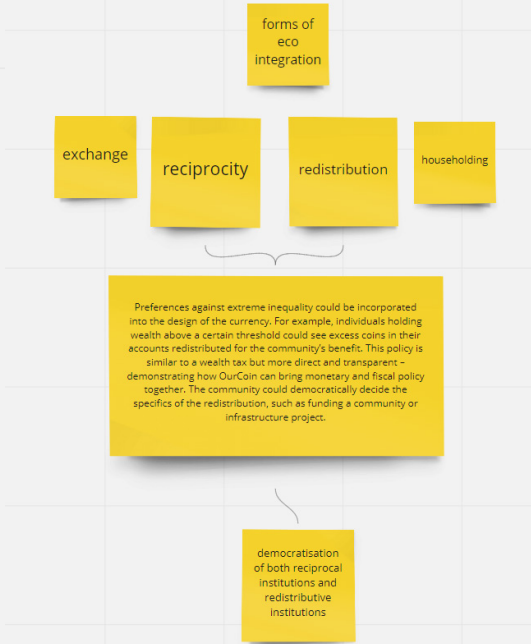 forms of
eco
integration
exchange
reciprocity
redistribution
householding
Preferences against extreme inequality could be incorporated
into the design of the currency. For example, individuals holding
wealth above a certain threshold could see excess coins in their
accounts redistributed for the community's benefit. This policy is
similar to a wealth tax but more direct and transparent –
demonstrating how OurCoin can bring monetary and fiscal policy
together. The community could democratically decide the
specifics of the redistribution, such as funding a community or
infrastructure project.
democratisation
of both reciprocal
institutions and
redistributive
institutions